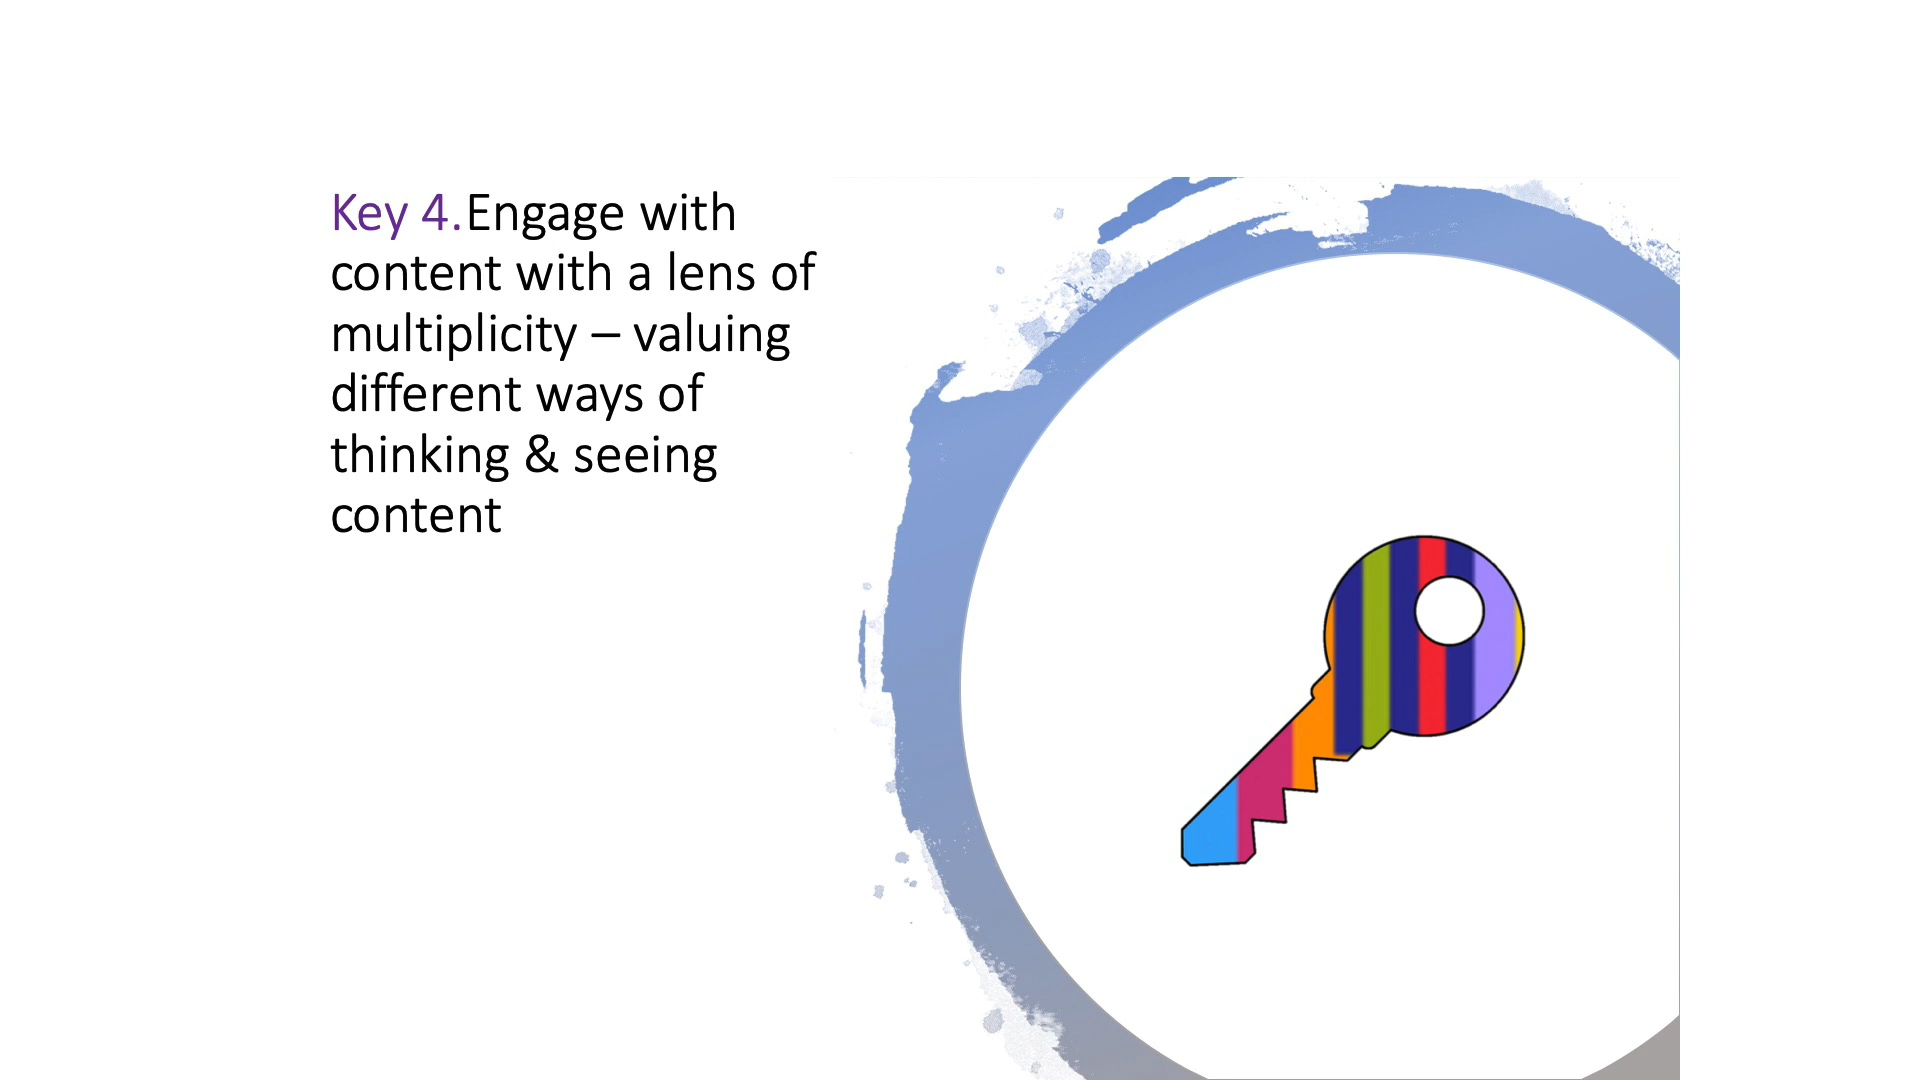 Key 4.Engage with
content with a lens of
multiplicity – valuing
different ways of
thinking & seeing
content